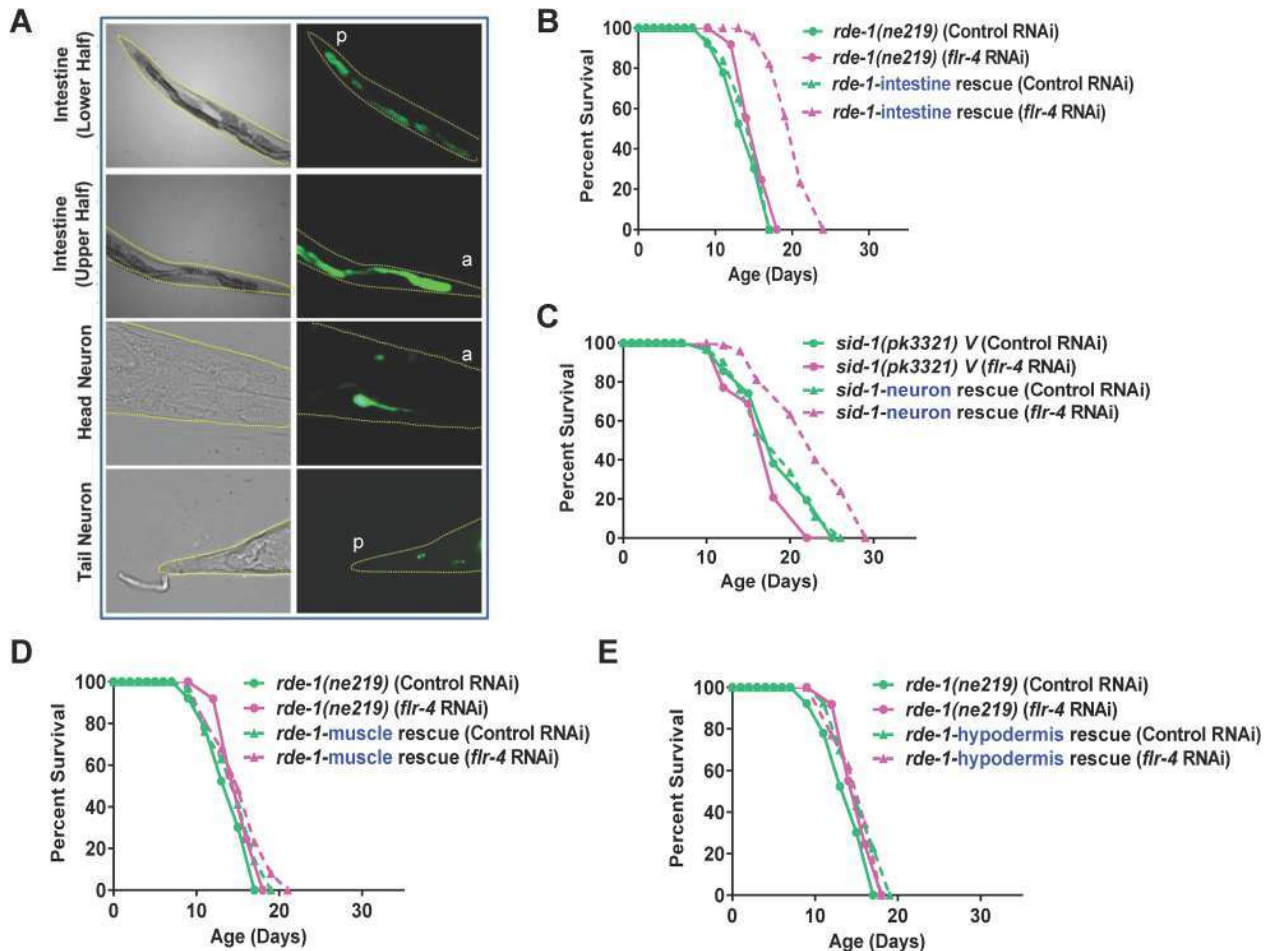 A
Intestine
(Lower Half)
p
Intestine
(Upper Half)
a
Head Neuron
a
Tail Neuron
p
B
rde-1(ne219) (Control RNAi)
rde-1(ne219) (flr-4 RNAi)
rde-1-intestine rescue (Control RNAi)
rde-1-intestine rescue (flr-4 RNAi)
Percent Survival
100
80
60
40
20
0
0 10 20 30
Age (Days)
C
sid-1(pk3321) V (Control RNAi)
sid-1(pk3321) V (flr-4 RNAi)
sid-1-neuron rescue (Control RNAi)
sid-1-neuron rescue (flr-4 RNAi)
Percent Survival
100
80
60
40
20
0
0 10 20 30
Age (Days)
D
rde-1(ne219) (Control RNAi)
rde-1(ne219) (flr-4 RNAi)
rde-1-muscle rescue (Control RNAi)
rde-1-muscle rescue (flr-4 RNAi)
Percent Survival
100
80
60
40
20
0
0 10 20 30
Age (Days)
E
rde-1(ne219) (Control RNAi)
rde-1(ne219) (flr-4 RNAi)
rde-1-hypodermis rescue (Control RNAi)
rde-1-hypodermis rescue (flr-4 RNAi)
Percent Survival
100
80
60
40
20
0
0 10 20 30
Age (Days)